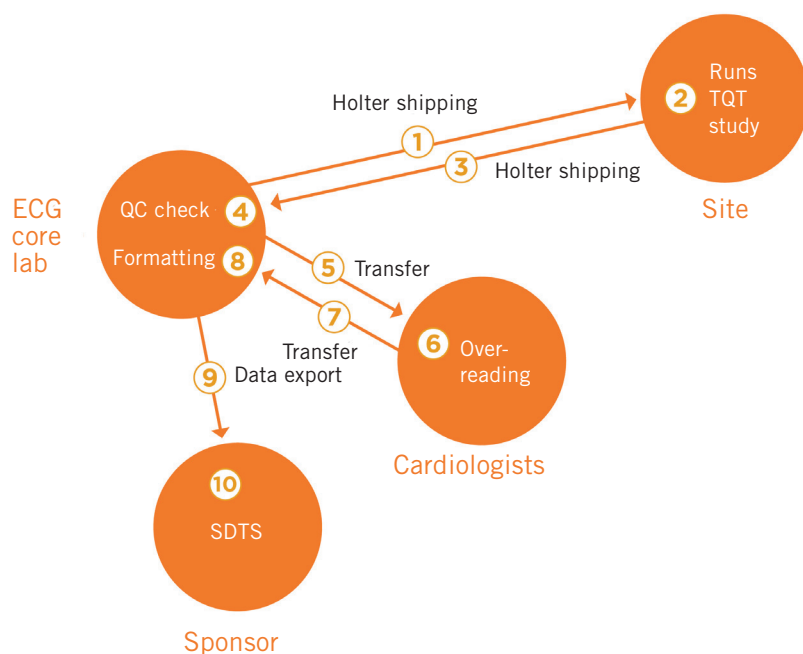 Runs
TQT
study
2
Holter shipping
1
3
Holter shipping
Site
ECG
core
lab
QC check 4
Formatting 8
5 Transfer
7
Transfer
6 Over-
reading
Cardiologists
9 Data export
10
SDTS
Sponsor